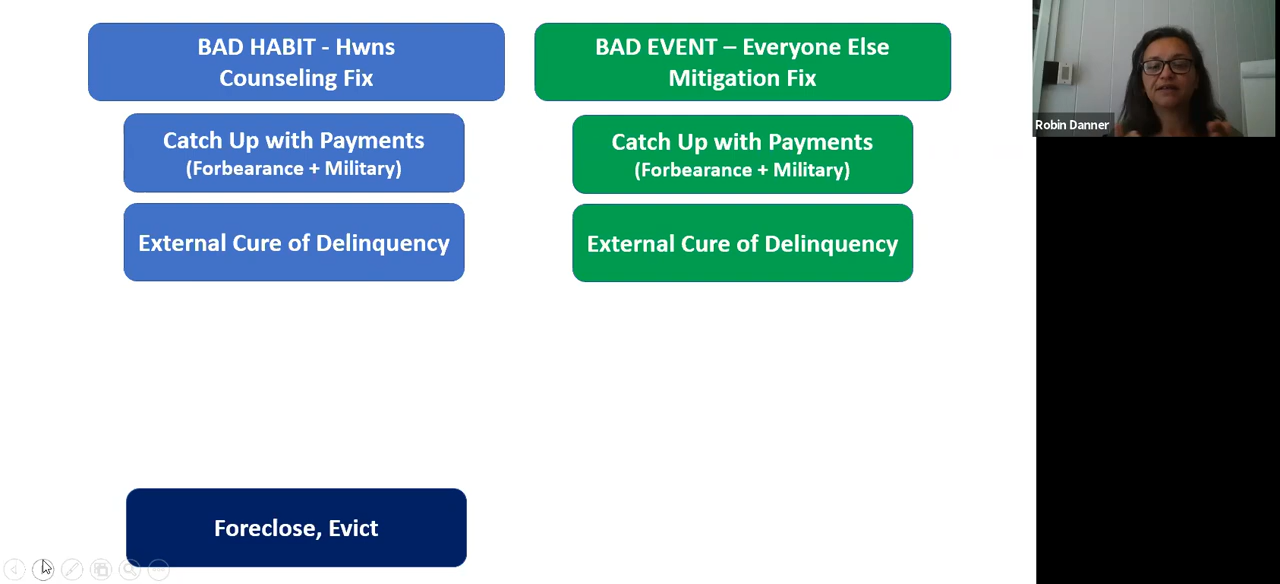 BAD HABIT - Hwns
Counseling Fix
Catch Up with Payments
(Forbearance + Military)
External Cure of Delinquency
Foreclose, Evict
BAD EVENT – Everyone Else
Mitigation Fix
Catch Up with Payments
(Forbearance + Military)
External Cure of Delinquency
Robin Danner